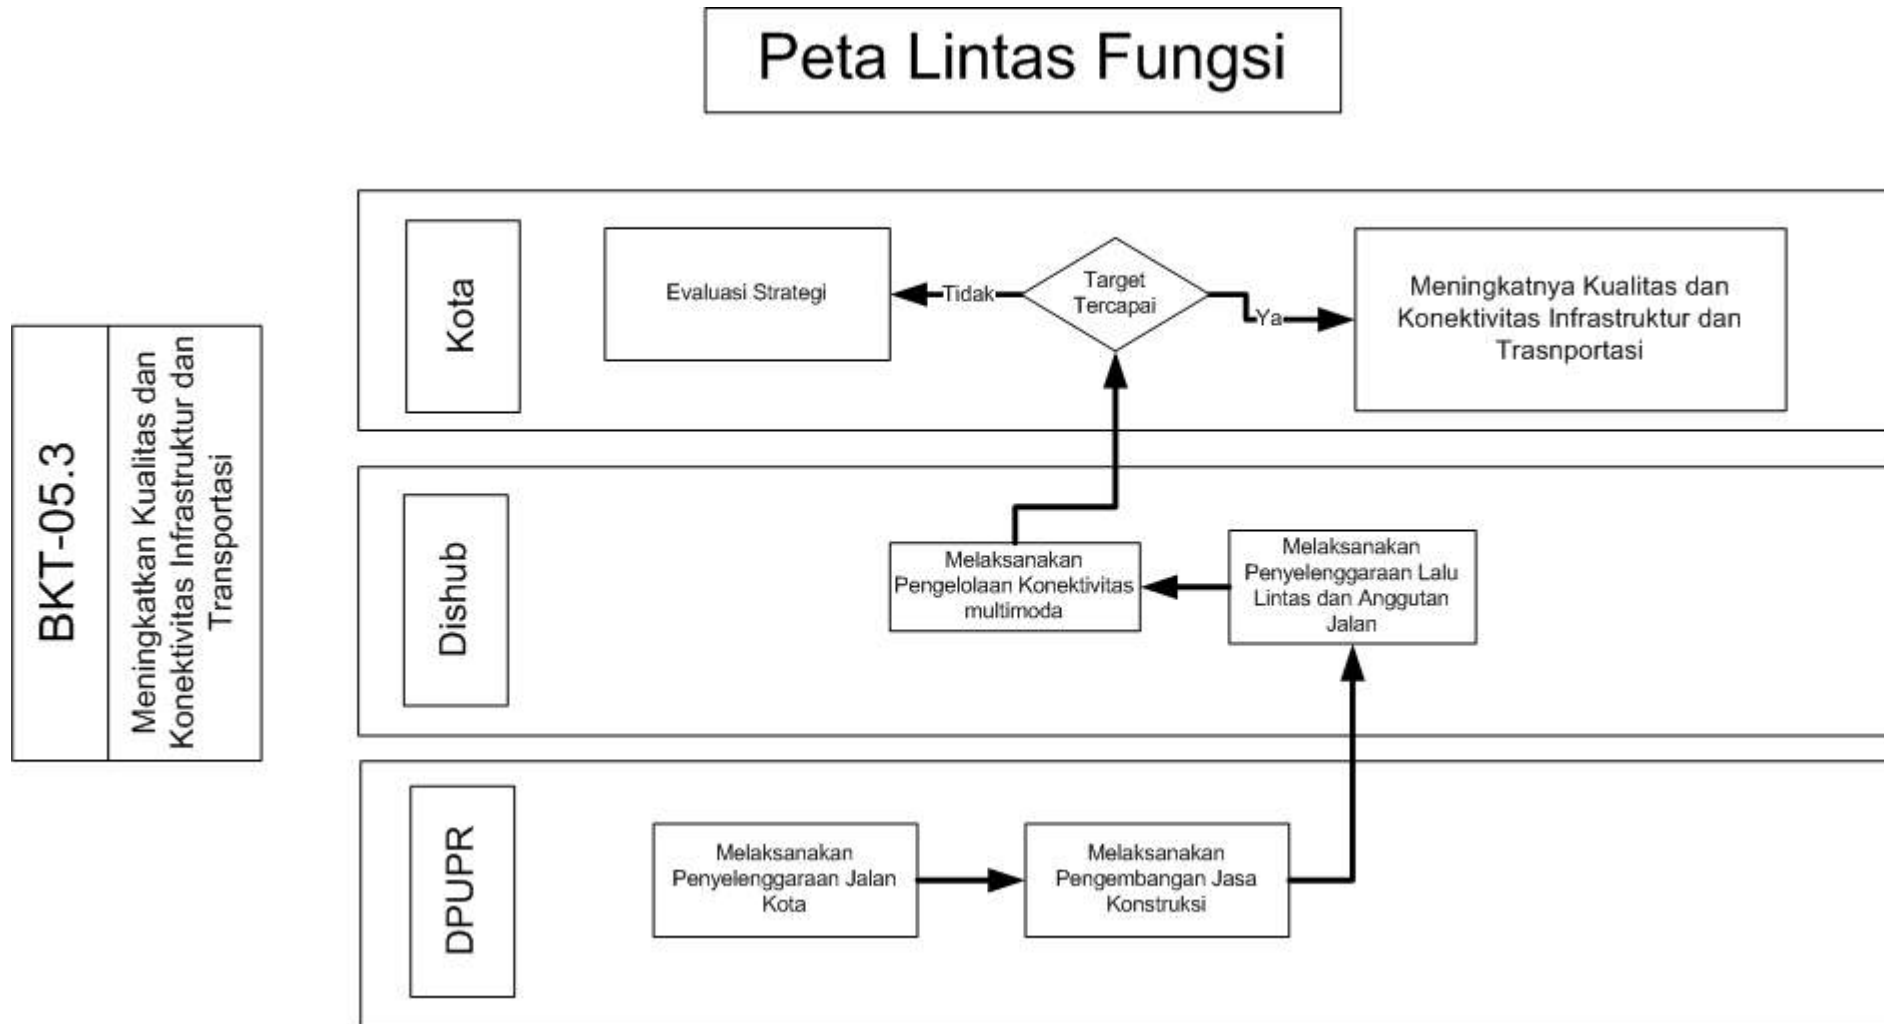 Peta Lintas Fungsi
BKT-05.3
Meningkatkan Kualitas dan
Konektivitas Infrastruktur dan
Transportasi
Kota
Evaluasi Strategi
Tidak
Target
Tercapai
Ya
Meningkatnya Kualitas dan
Konektivitas Infrastruktur dan
Trasnportasi
Dishub
Melaksanakan
Pengelolaan Konektivitas
multimoda
Melaksanakan
Penyelenggaraan Lalu
Lintas dan Anggutan
Jalan
DPUPR
Melaksanakan
Penyelenggaraan Jalan
Kota
Melaksanakan
Pengembangan Jasa
Konstruksi